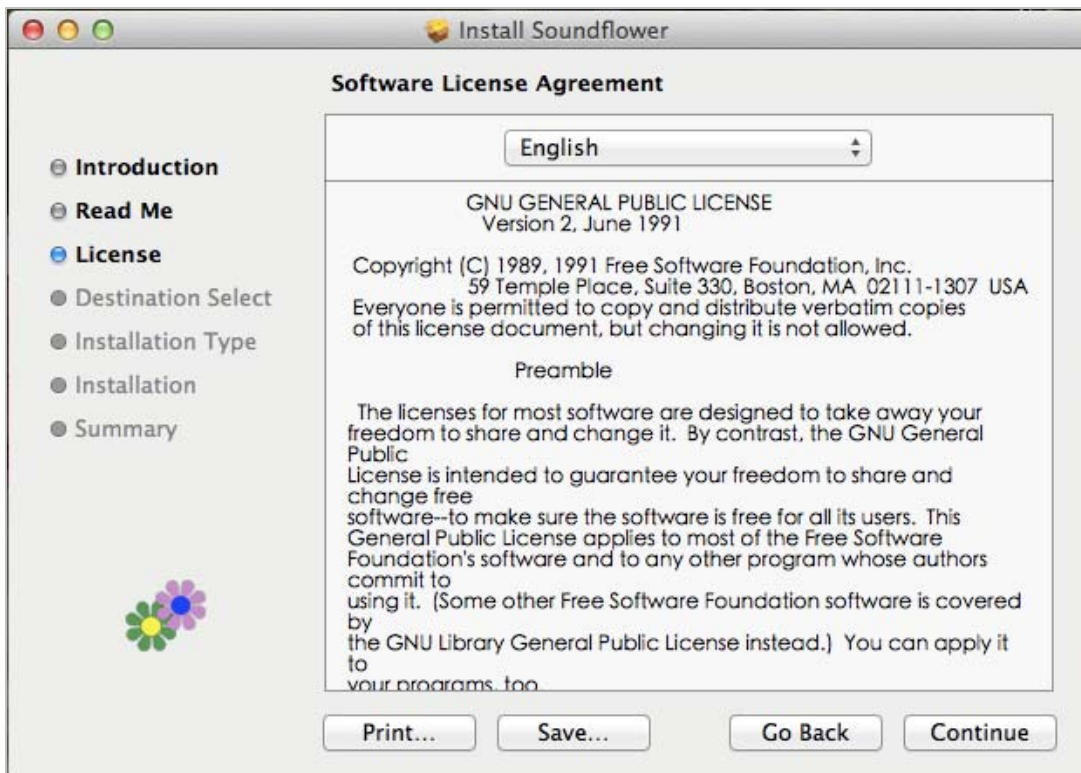 Install Soundflower
Software License Agreement
Introduction
Read Me
License
Destination Select
Installation Type
Installation
Summary
English
GNU GENERAL PUBLIC LICENSE
Version 2, June 1991
Copyright (C) 1989, 1991 Free Software Foundation, Inc.
59 Temple Place, Suite 330, Boston, MA 02111-1307 USA
Everyone is permitted to copy and distribute verbatim copies
of this license document, but changing it is not allowed.
Preamble
The licenses for most software are designed to take away your
freedom to share and change it. By contrast, the GNU General
Public
License is intended to guarantee your freedom to share and
change free
software--to make sure the software is free for all its users. This
General Public License applies to most of the Free Software
Foundation's software and to any other program whose authors
commit to
using it. (Some other Free Software Foundation software is covered
by
the GNU Library General Public License instead.) You can apply it
to
your programs, too
Print...
Save...
Go Back
Continue